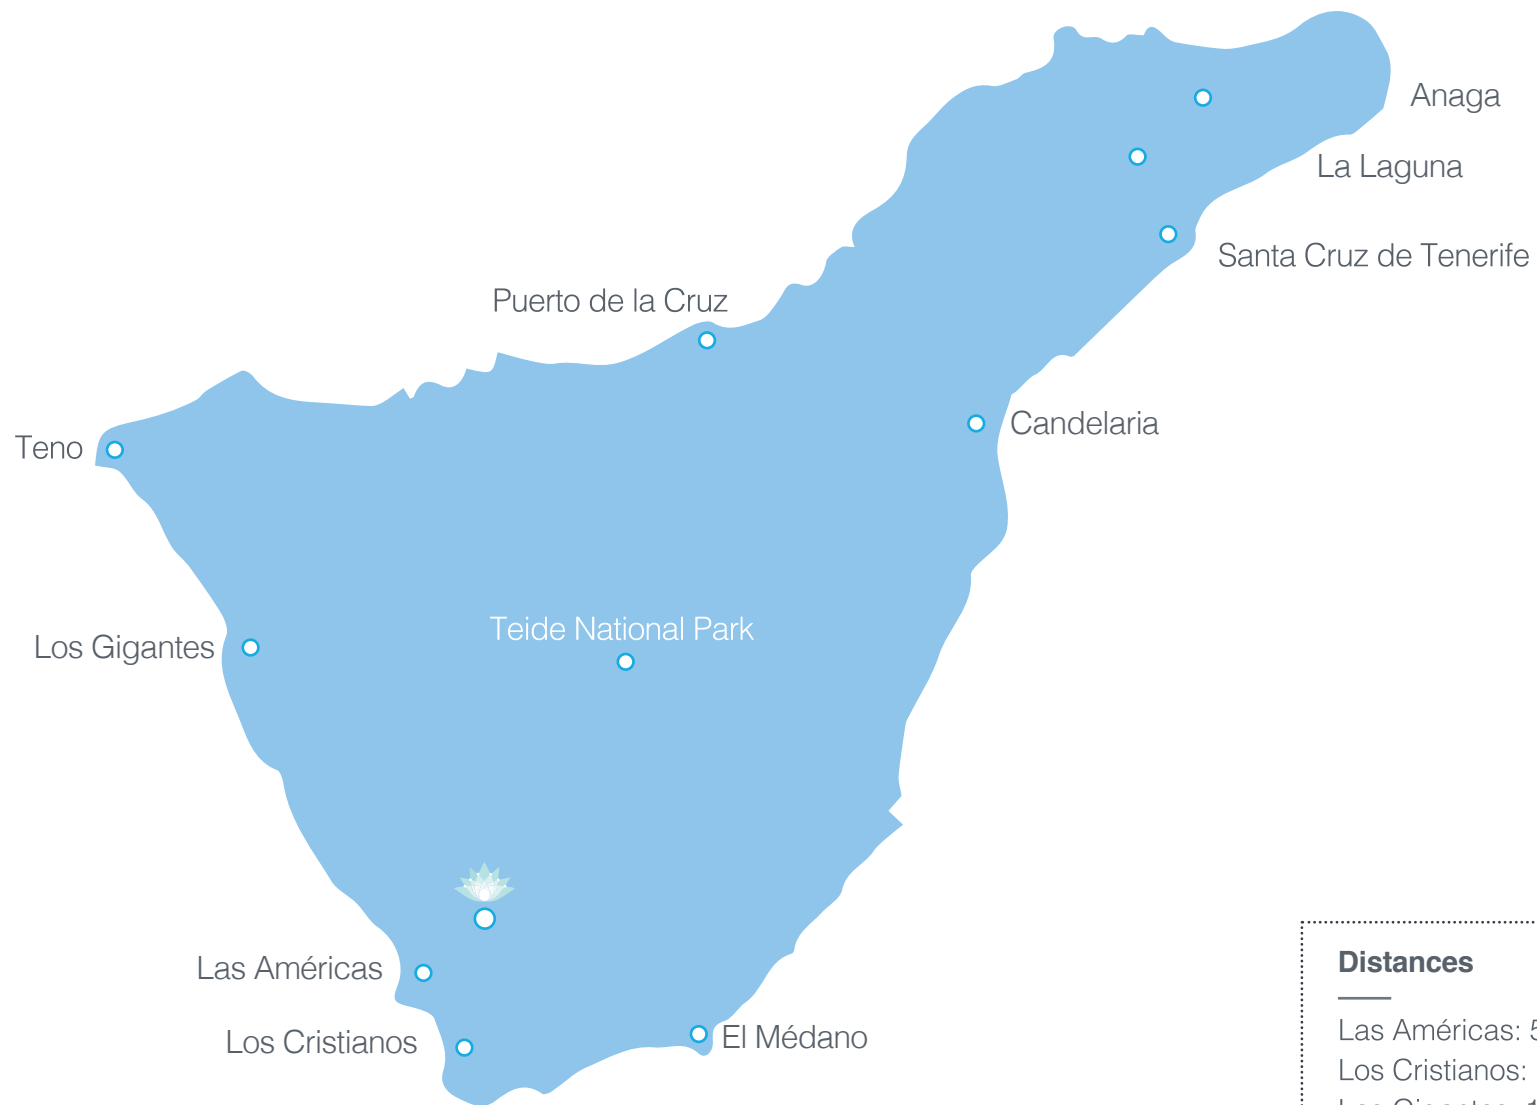 Anaga
La Laguna
Santa Cruz de Tenerife
Puerto de la Cruz
Candelaria
Teno
Teide National Park
Los Gigantes
Las Américas
Los Cristianos
El Médano
Distances
Las Américas:
Los Cristianos: